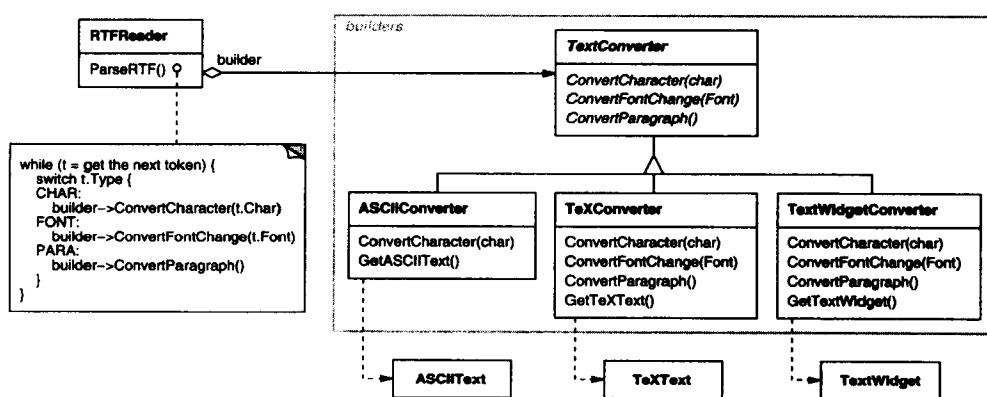 RTFReader
ParseRTF()
builder
while (t = get the next token) {
switch t.Type {
CHAR:
builder->ConvertCharacter(t.Char)
FONT:
builder->ConvertFontChange(t.Font)
PARA:
builder->ConvertParagraph()
}
}
builders
TextConverter
ConvertCharacter(char)
ConvertFontChange(Font)
ConvertParagraph()
ASCIIConverter
ConvertCharacter(char)
GetASCIIText()
TeXConverter
ConvertCharacter(char)
ConvertFontChange(Font)
ConvertParagraph()
GetTeXText()
TextWidgetConverter
ConvertCharacter(char)
ConvertFontChange(Font)
ConvertParagraph()
GetTextWidget()
ASCIIText
TeXText
TextWidget